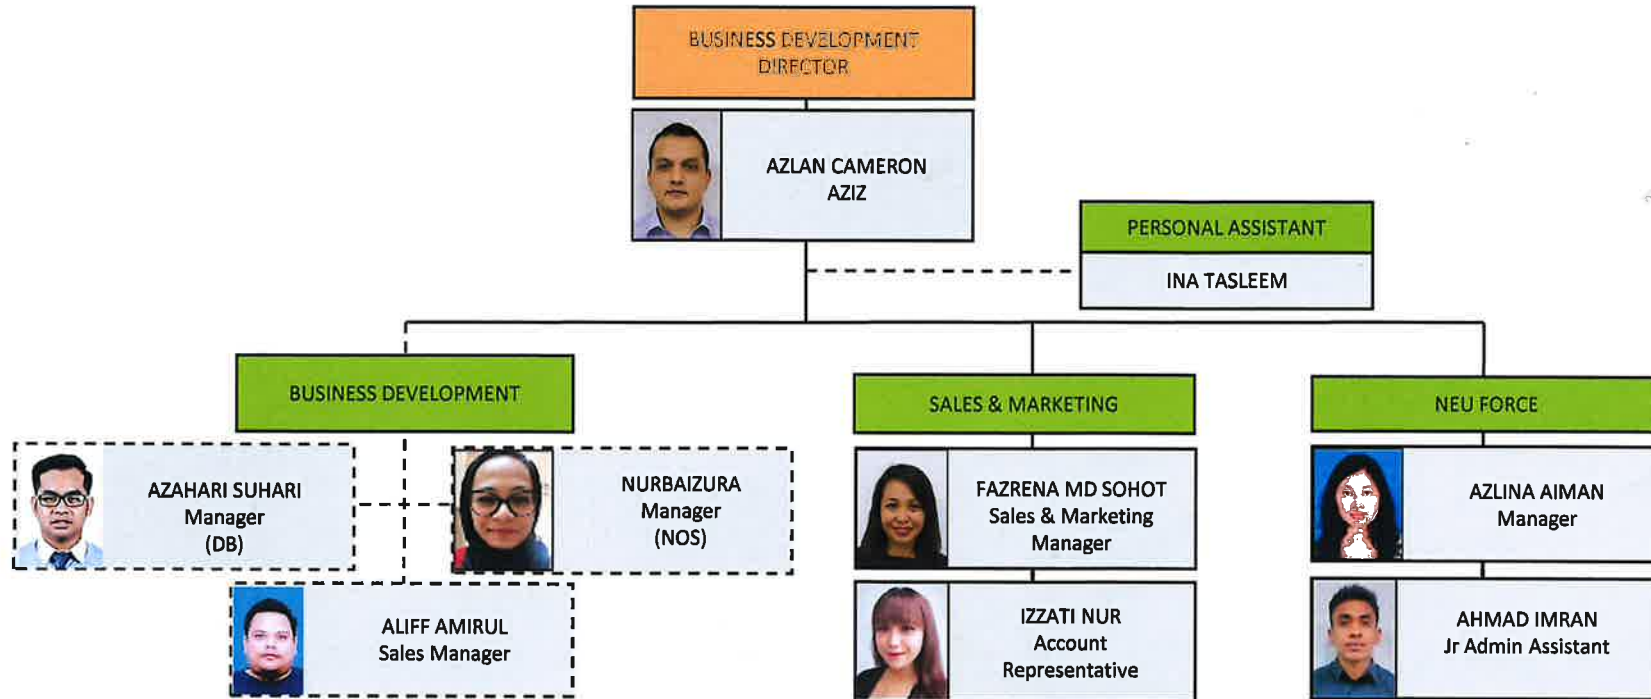 BUSINESS DEVELOPMENT
DIRECTOR
AZLAN CAMERON
AZIZ
PERSONAL ASSISTANT
INA TASLEEM
BUSINESS DEVELOPMENT
AZAHARI SUHARI
Manager
(DB)
NURBAIZURA
Manager
(NOS)
ALIFF AMIRUL
Sales Manager
SALES & MARKETING
FAZRENA MD SOHOT
Sales & Marketing
Manager
IZZATI NUR
Account
Representative
NEU FORCE
AZLINA AIMAN
Manager
AHMAD IMRAN
Jr Admin Assistant